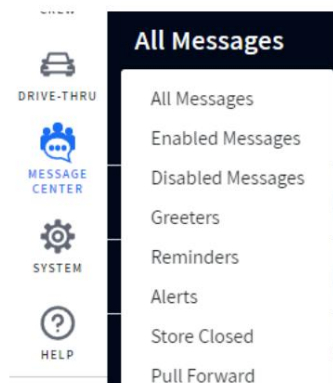 DRIVE-THRU
MESSAGE
CENTER
SYSTEM
HELP
All Messages
All Messages
Enabled Messages
Disabled Messages
Greeters
Reminders
Alerts
Store Closed
Pull Forward